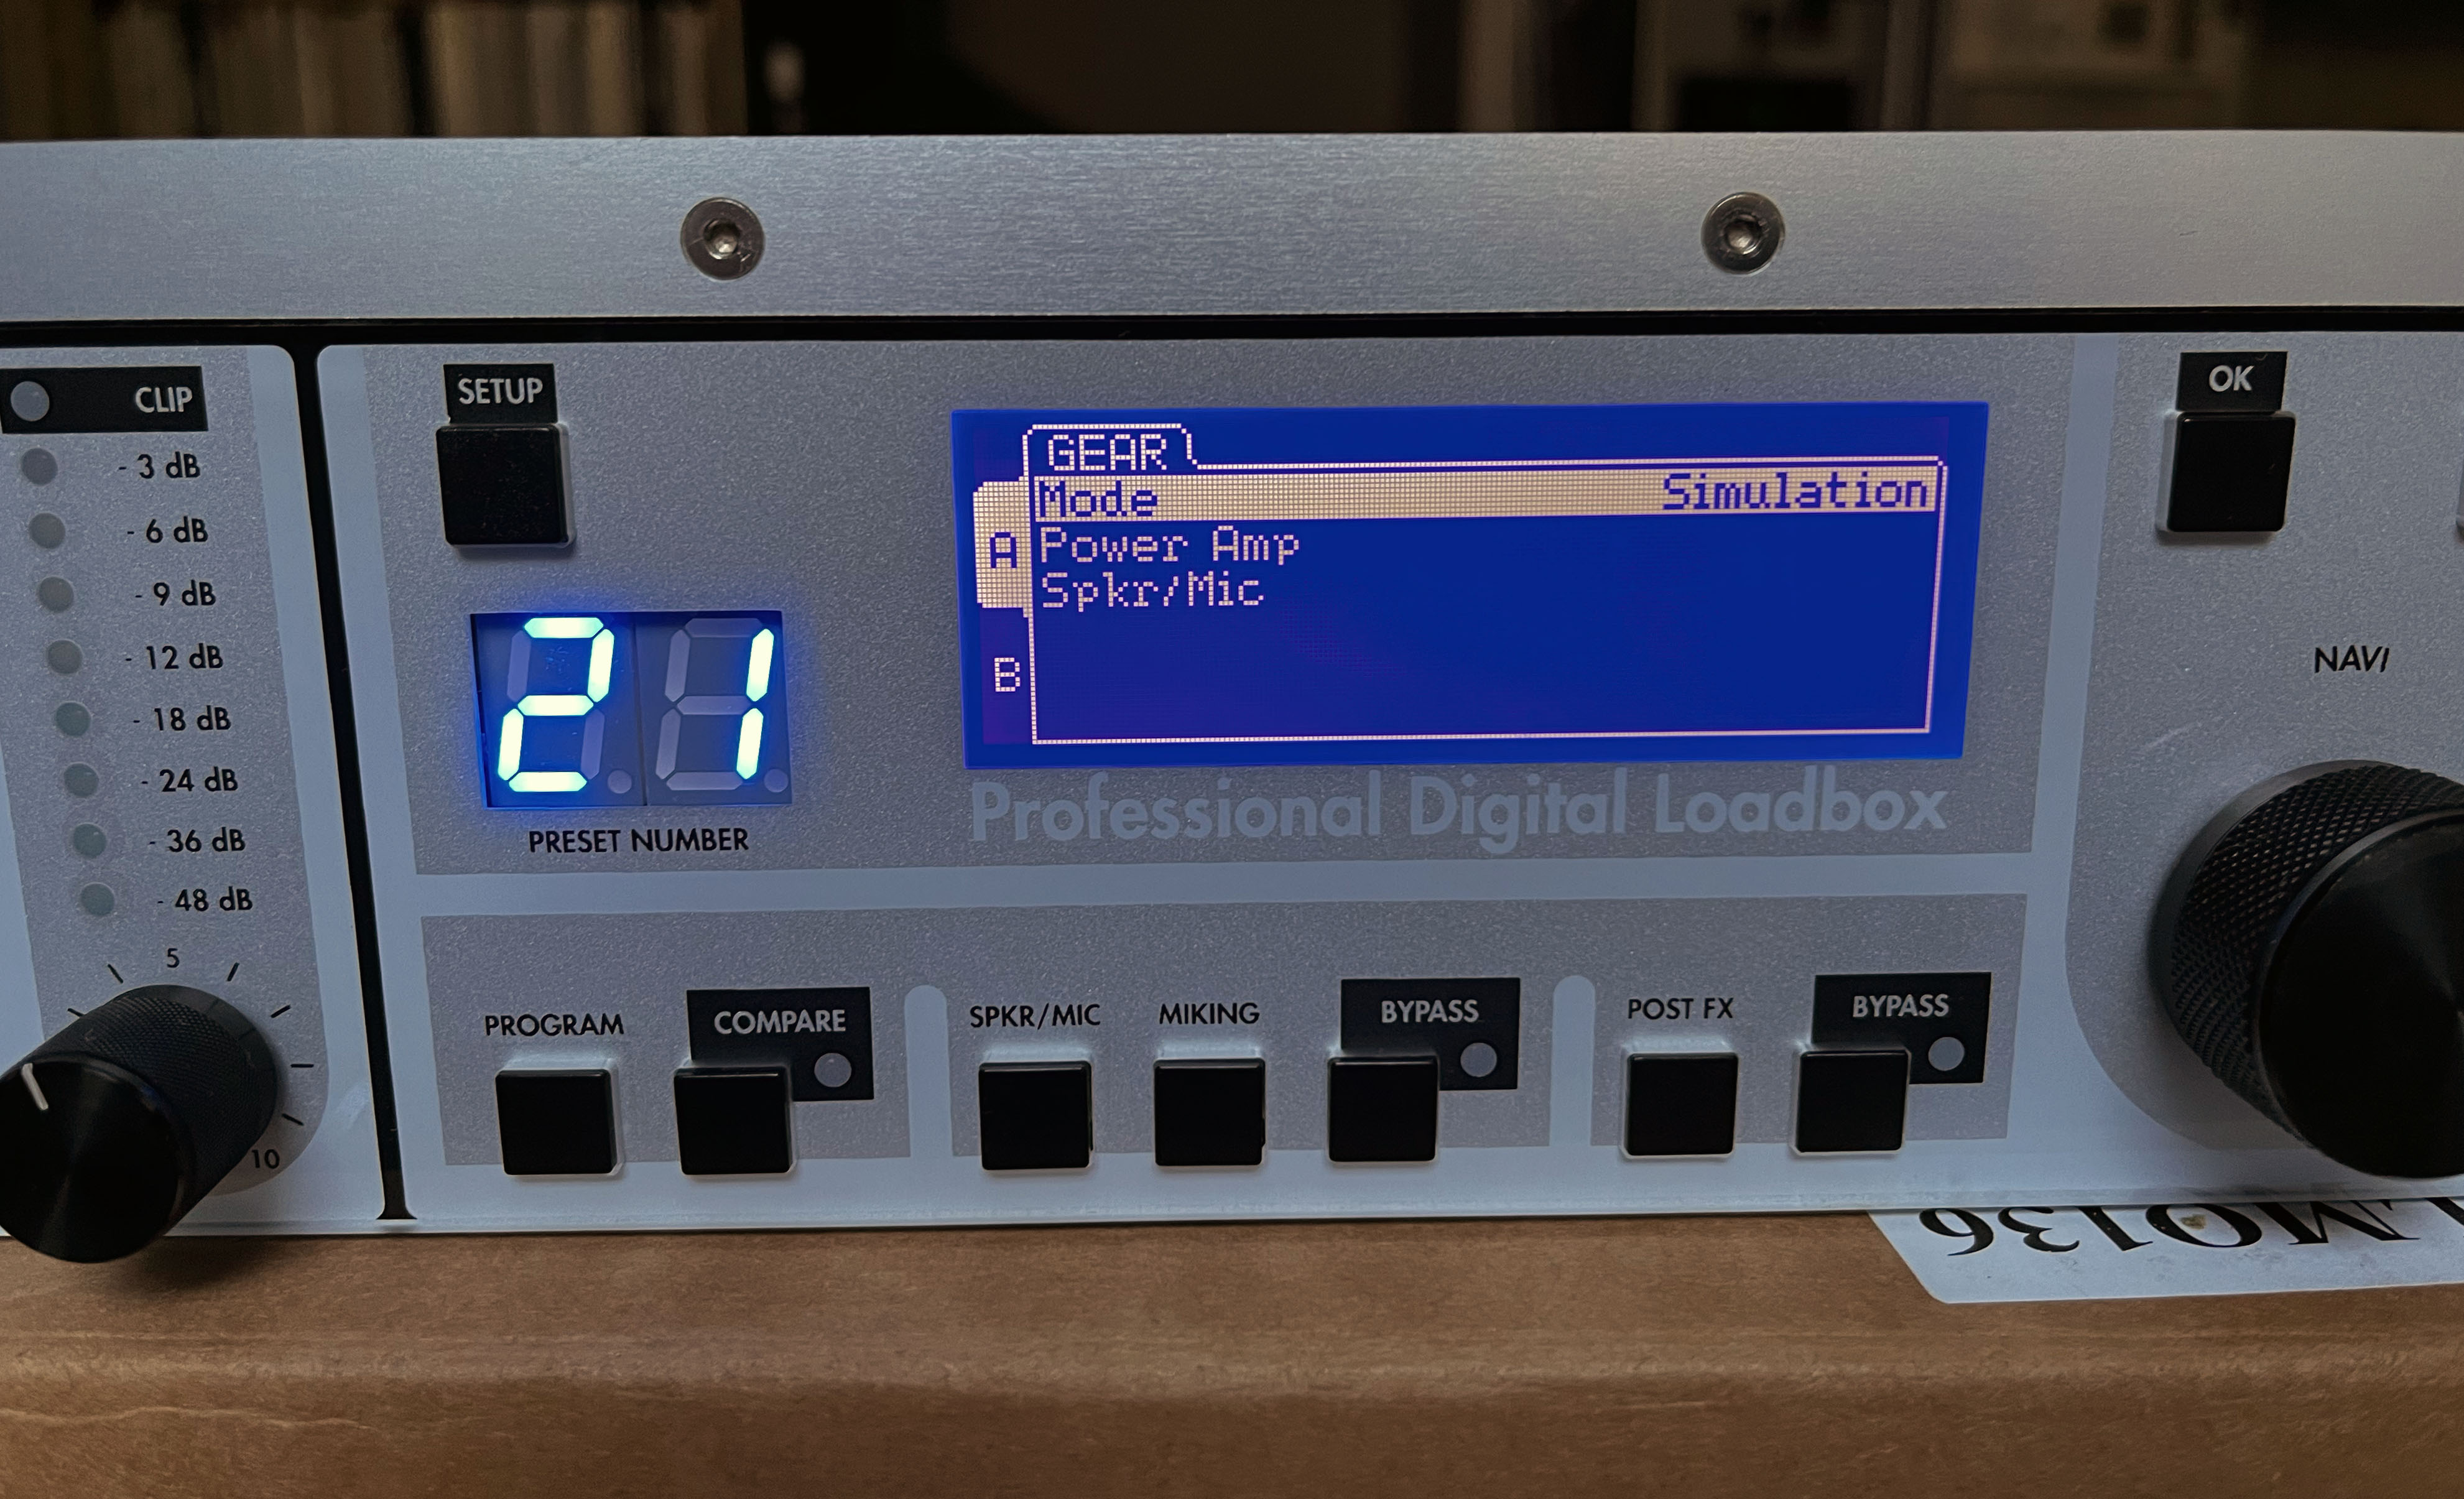 CLIP
- 3 dB
- 6 dB
- 9 dB
- 12 dB
- 18 dB
- 24 dB
- 36 dB
- 48 dB
5
10
SETUP
21
PRESET NUMBER
GEAR
Mode Simulation
A Power Amp
Spkr/Mic
B
Professional Digital Loadbox
OK
NAVI
PROGRAM
COMPARE
SPKR/MIC
MIKING
BYPASS
POST FX
BYPASS
M0136